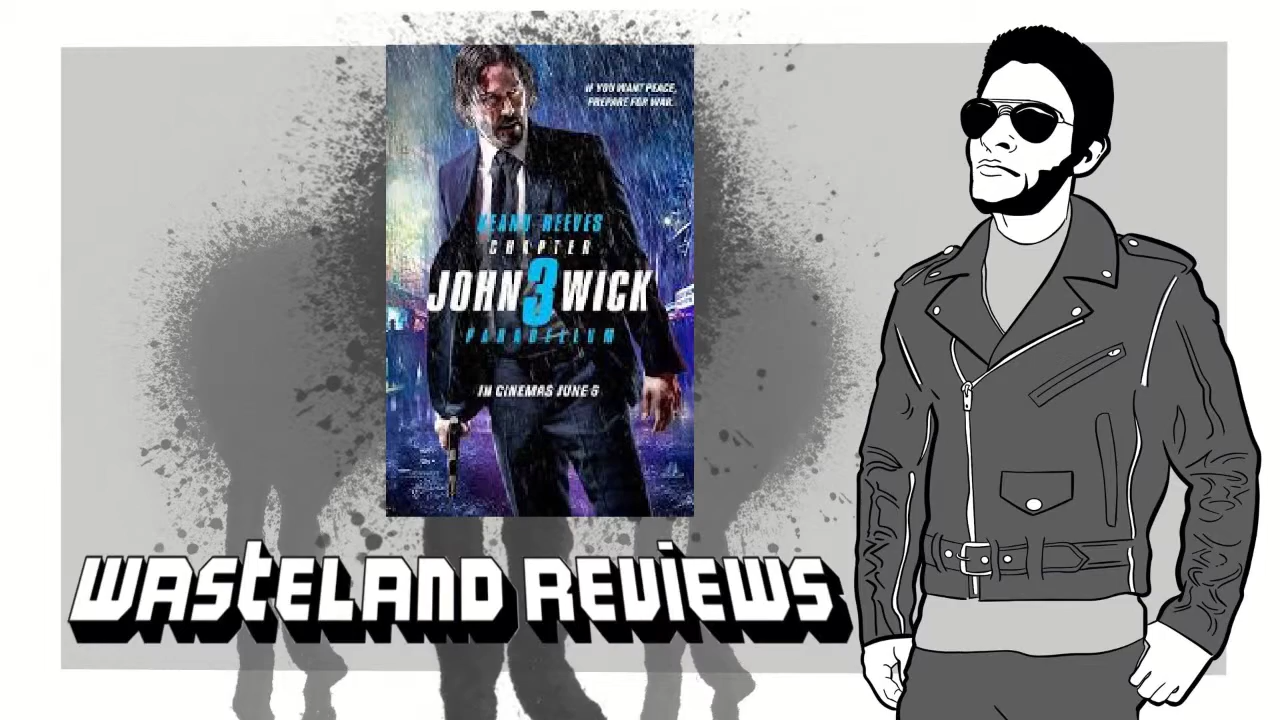 IF YOU WANT PEACE,
PREPARE FOR WAR.
KEANU REEVES
CHAPTER
JOHN 3 WICK
PARABELLUM
IN CINEMAS JUNE 6
WASTELAND REVIEWS